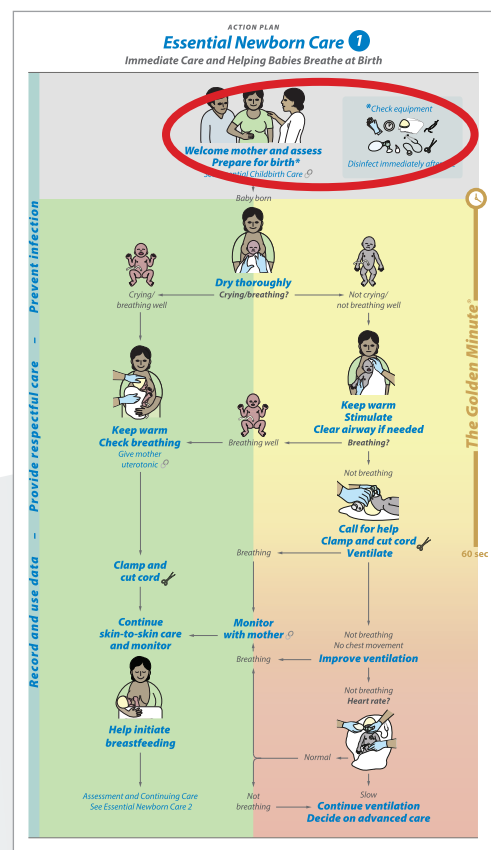 ACTION PLAN
Essential Newborn Care 1
Immediate Care and Helping Babies Breathe at Birth
Record and use data – Provide respectful care – Prevent infection
Welcome mother and assess
Prepare for birth*
Essential Childbirth Care
*Check equipment
Disinfect immediately after
Baby born
The Golden Minute®
60 sec
Dry thoroughly
Crying/breathing?
Crying/
breathing well
Not crying/
not breathing well
Keep warm
Check breathing
Give mother
uterotonic
Keep warm
Stimulate
Clear airway if needed
Breathing?
Breathing well
Not breathing
Call for help
Clamp and cut cord
Ventilate
Breathing
Clamp and
cut cord
Continue
skin-to-skin care
and monitor
Monitor
with mother
Not breathing
No chest movement
Improve ventilation
Breathing
Not breathing
Heart rate?
Help initiate
breastfeeding
Normal
Slow
Continue ventilation
Decide on advanced care
Not
breathing
Assessment and Continuing Care
See Essential Newborn Care 2